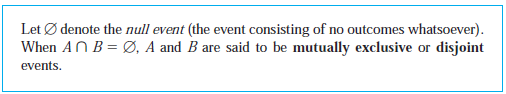 Let ∅ denote the null event (the event consisting of no outcomes whatsoever).
When A ∩ B = ∅, A and B are said to be mutually exclusive or disjoint
events.